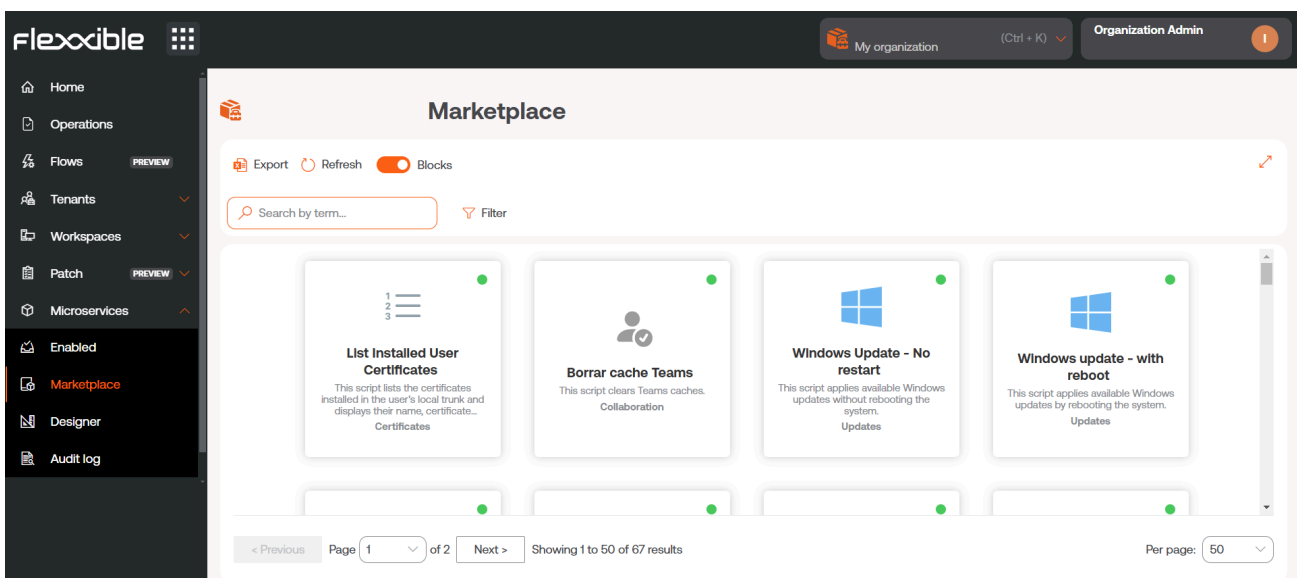 Flexxible
My organization
(Ctrl + K)
Organization Admin
I
Home
Operations
Flows PREVIEW
Tenants
Workspaces
Patch PREVIEW
Microservices
Enabled
Marketplace
Designer
Audit log
Marketplace
Export Refresh Blocks
Search by term... Filter
1
2
3
List Installed User
Certificates
This script lists the certificates
installed in the user's local trunk and
displays their name, certificate...
Certificates
Borrar cache Teams
This script clears Teams caches.
Collaboration
Windows Update - No
restart
This script applies available Windows
updates without rebooting the
system.
Updates
Windows update - with
reboot
This script applies available Windows
updates by rebooting the system.
Updates
< Previous Page 1 of 2 Next > Showing 1 to 50 of 67 results Per page: 50